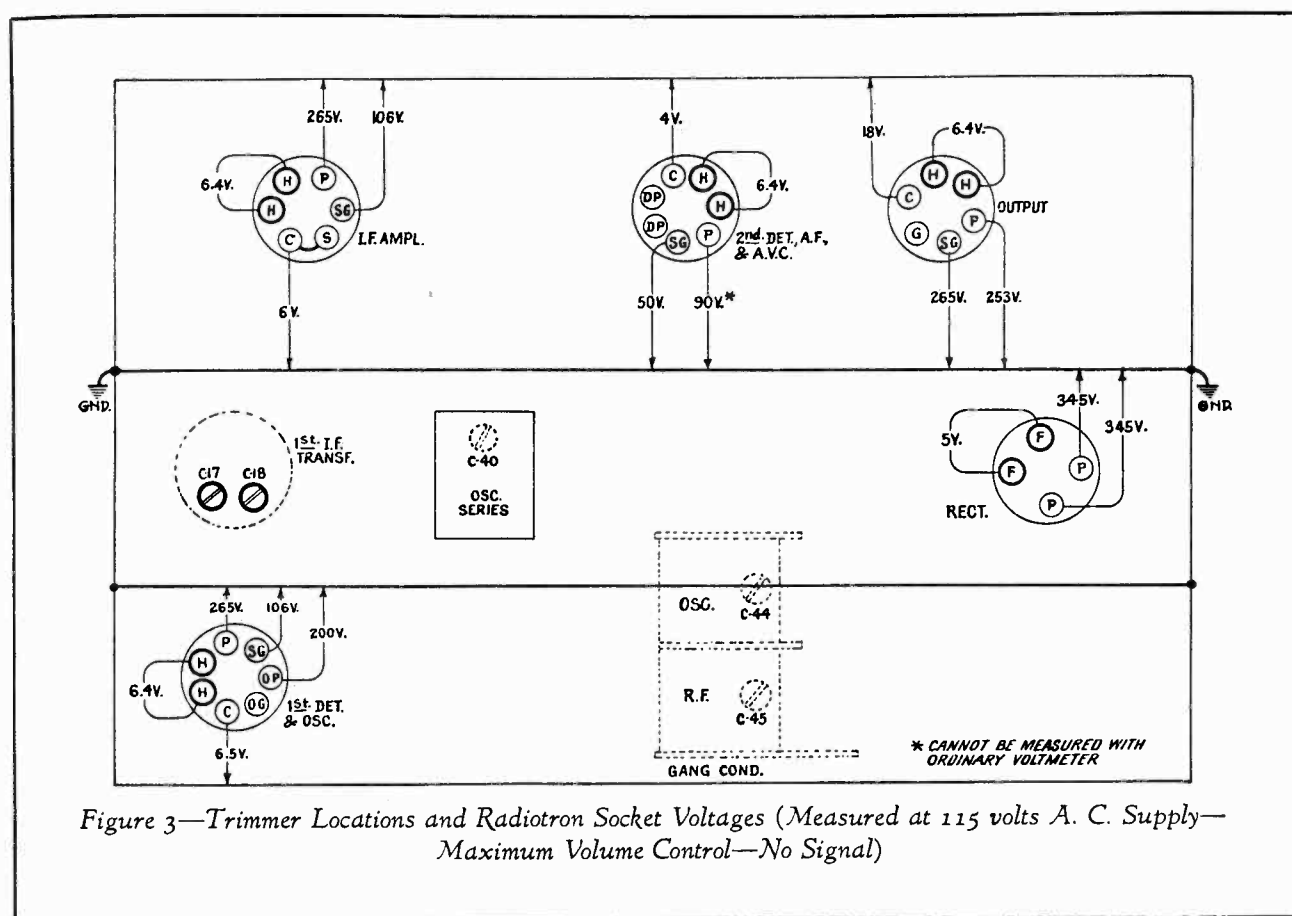 265V.
106V.
6.4V.
H
P
H
SG
C
S
I.F. AMPL.
6V.
4V.
C
H
6.4V.
DP
H
DP
SG
P
2nd. DET., A.F.,
& A.V.C.
50V.
90V.*
18V.
6.4V.
H
H
C
OUTPUT
P
G
SG
265V.
253V.
GND.
GND.
1st. I.F.
TRANSF.
C-17
C-18
C-40
OSC.
SERIES
345V.
345V.
5V.
F
F
P
P
RECT.
265V.
106V.
200V.
P
SG
H
6.4V.
H
OP
C
OG
1st. DET.
& OSC.
6.5V.
OSC.
C-44
R.F.
C-45
GANG COND.
* CANNOT BE MEASURED WITH
ORDINARY VOLTMETER
Figure 3—Trimmer Locations and Radiotron Socket Voltages (Measured at 115 volts A. C. Supply—
Maximum Volume Control—No Signal)